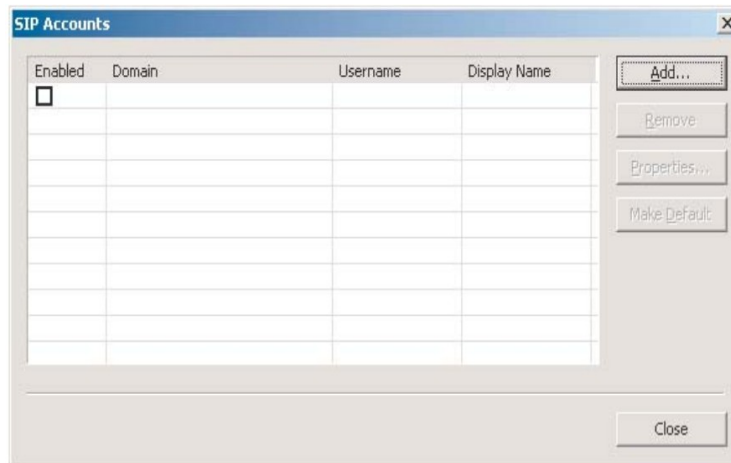 SIP Accounts
Enabled Domain Username Display Name
Add...
Remove
Properties...
Make Default
Close